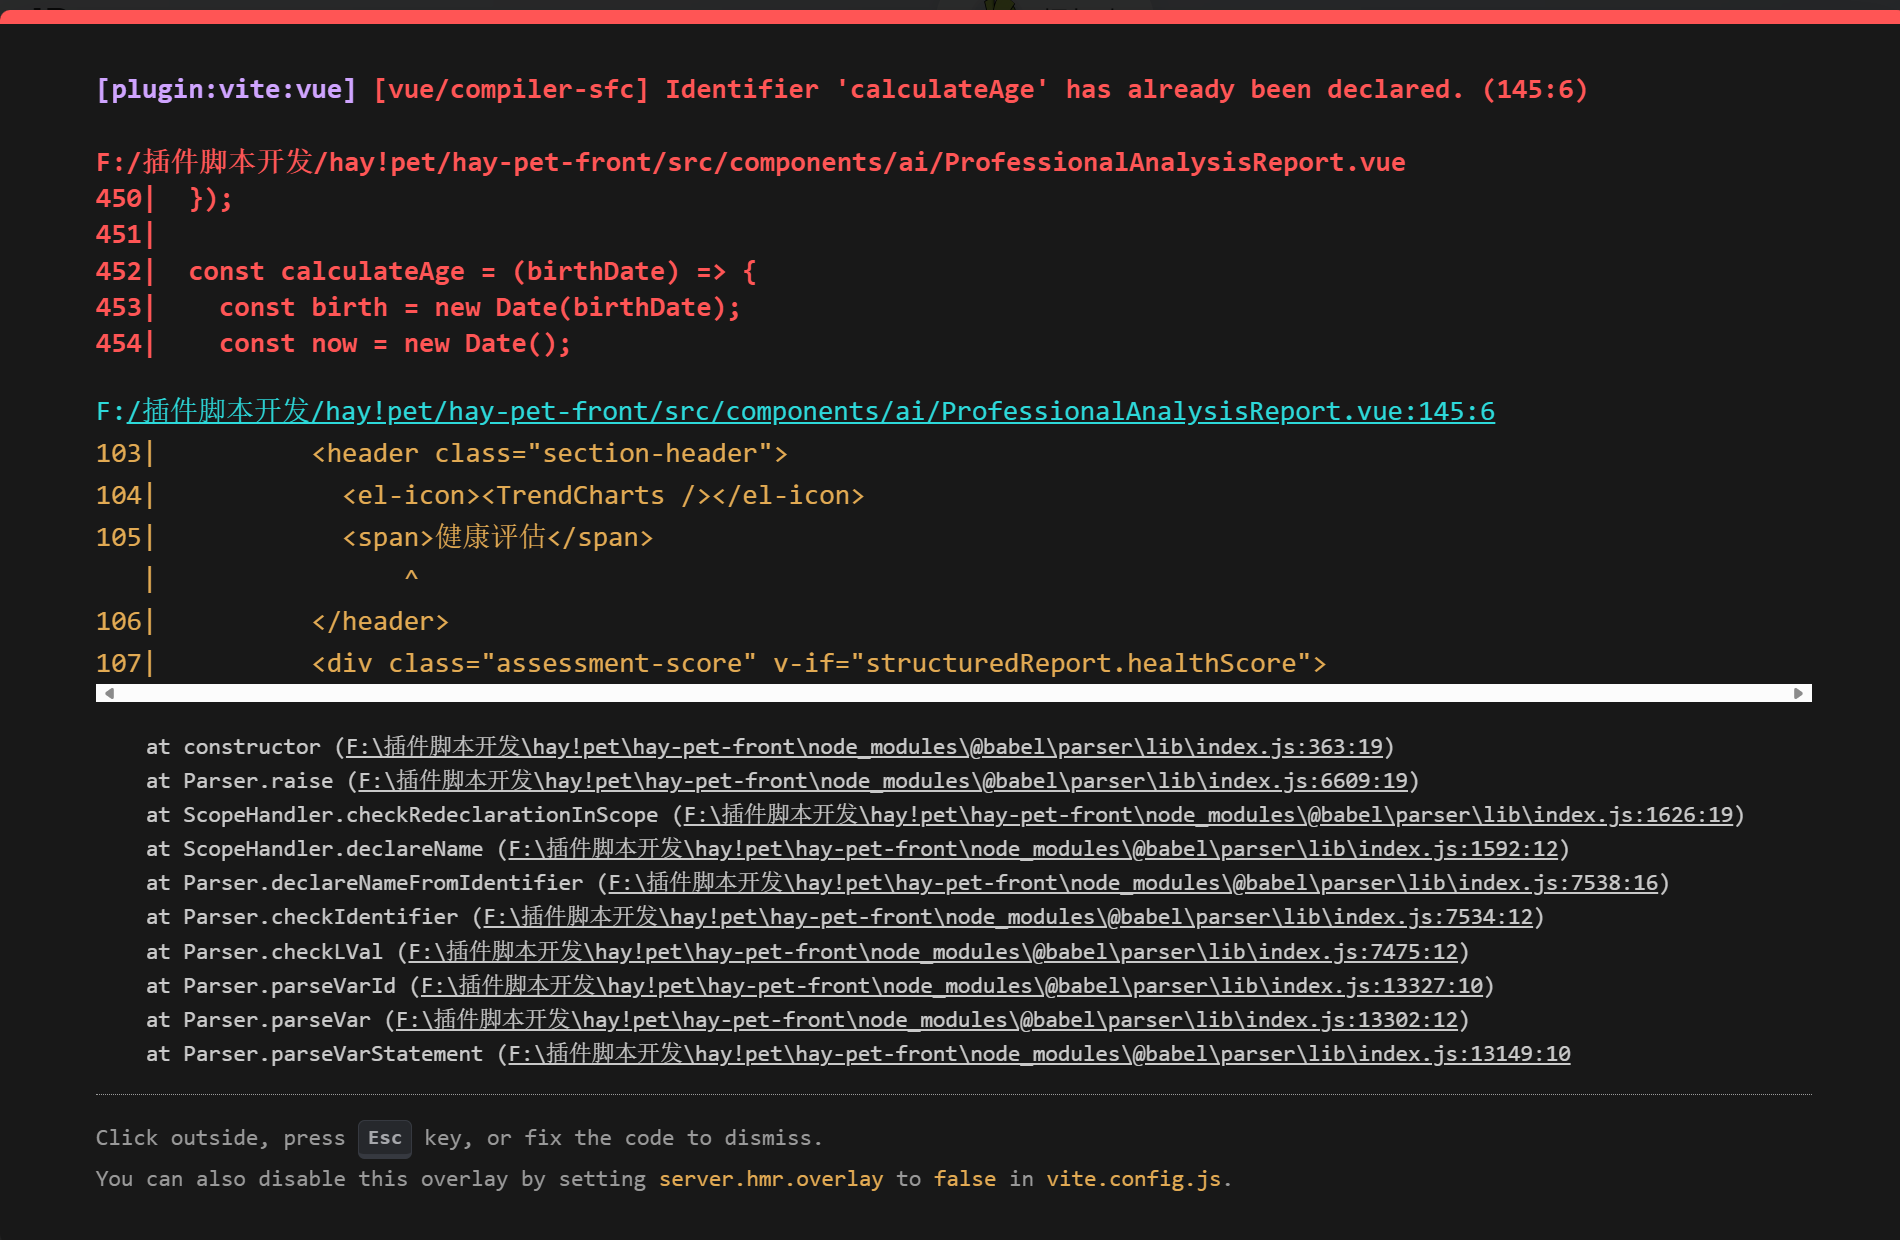 [plugin:vite:vue] [vue/compiler-sfc] Identifier 'calculateAge' has already been declared. (145:6)
F:/插件脚本开发/hay!pet/hay-pet-front/src/components/ai/ProfessionalAnalysisReport.vue
450|  });
451|
452|  const calculateAge = (birthDate) => {
453|    const birth = new Date(birthDate);
454|    const now = new Date();
F:/插件脚本开发/hay!pet/hay-pet-front/src/components/ai/ProfessionalAnalysisReport.vue:145:6
103|          <header class="section-header">
104|            <el-icon><TrendCharts /></el-icon>
105|            <span>健康评估</span>
   |                ^
106|          </header>
107|          <div class="assessment-score" v-if="structuredReport.healthScore">
at constructor (F:\插件脚本开发\hay!pet\hay-pet-front\node_modules\@babel\parser\lib\index.js:363:19)
at Parser.raise (F:\插件脚本开发\hay!pet\hay-pet-front\node_modules\@babel\parser\lib\index.js:6609:19)
at ScopeHandler.checkRedeclarationInScope (F:\插件脚本开发\hay!pet\hay-pet-front\node_modules\@babel\parser\lib\index.js:1626:19)
at ScopeHandler.declareName (F:\插件脚本开发\hay!pet\hay-pet-front\node_modules\@babel\parser\lib\index.js:1592:12)
at Parser.declareNameFromIdentifier (F:\插件脚本开发\hay!pet\hay-pet-front\node_modules\@babel\parser\lib\index.js:7538:16)
at Parser.checkIdentifier (F:\插件脚本开发\hay!pet\hay-pet-front\node_modules\@babel\parser\lib\index.js:7534:12)
at Parser.checkLVal (F:\插件脚本开发\hay!pet\hay-pet-front\node_modules\@babel\parser\lib\index.js:7475:12)
at Parser.parseVarId (F:\插件脚本开发\hay!pet\hay-pet-front\node_modules\@babel\parser\lib\index.js:13327:10)
at Parser.parseVar (F:\插件脚本开发\hay!pet\hay-pet-front\node_modules\@babel\parser\lib\index.js:13302:12)
at Parser.parseVarStatement (F:\插件脚本开发\hay!pet\hay-pet-front\node_modules\@babel\parser\lib\index.js:13149:10
Click outside, press Esc key, or fix the code to dismiss.
You can also disable this overlay by setting server.hmr.overlay to false in vite.config.js.